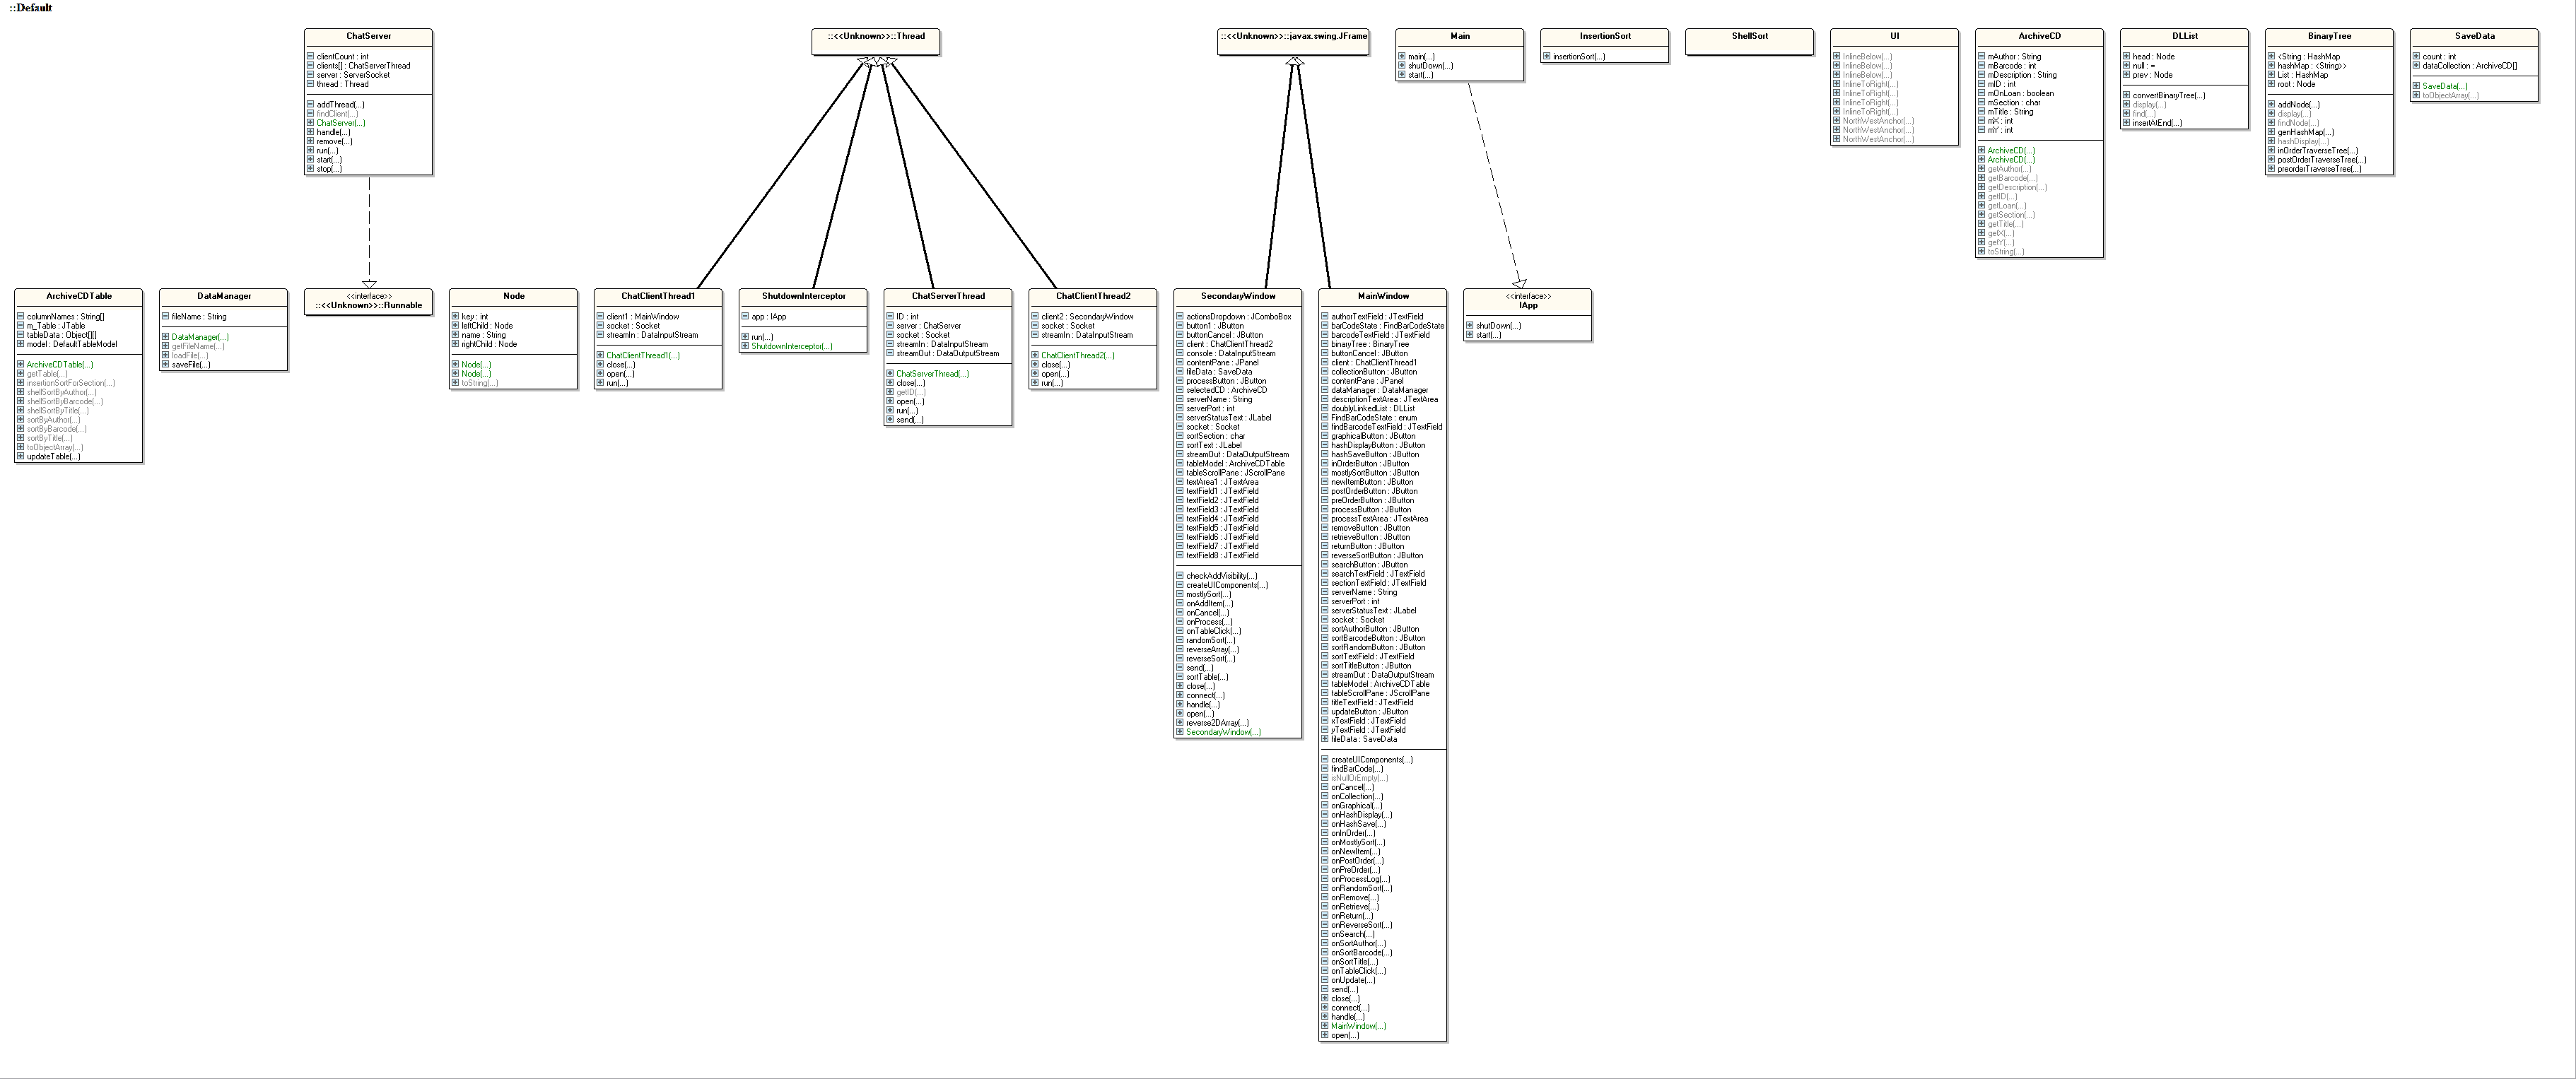 ::Default
ChatServer
clientCount : int
clients[] : ChatServerThread
server : ServerSocket
thread : Thread
addThread(...)
findClient(...)
ChatServer(...)
handle(...)
remove(...)
run(...)
start(...)
stop(...)
::<<Unknown>>::Thread
::<<Unknown>>::javax.swing.JFrame
Main
main(...)
shutDown(...)
start(...)
InsertionSort
insertionSort(...)
ShellSort
UI
InlineBelow(...)
InlineBelow(...)
InlineBelow(...)
InlineToRight(...)
InlineToRight(...)
InlineToRight(...)
InlineToRight(...)
NorthWestAnchor(...)
NorthWestAnchor(...)
NorthWestAnchor(...)
ArchiveCD
mAuthor : String
mBarcode : int
mDescription : String
mID : int
mOnLoan : boolean
mSection : char
mTitle : String
mX : int
mY : int
ArchiveCD(...)
ArchiveCD(...)
getAuthor(...)
getBarcode(...)
getDescription(...)
getID(...)
getLoan(...)
getSection(...)
getTitle(...)
getX(...)
getY(...)
toString(...)
DLList
head : Node
null : =
prev : Node
convertBinaryTree(...)
display(...)
find(...)
insertAtEnd(...)
BinaryTree
<String : HashMap
hashMap : <String>>
List : HashMap
root : Node
addNode(...)
display(...)
findNode(...)
genHashMap(...)
hashDisplay(...)
inOrderTraverseTree(...)
postOrderTraverseTree(...)
preorderTraverseTree(...)
SaveData
count : int
dataCollection : ArchiveCD[]
SaveData(...)
toObjectArray(...)
ArchiveCDTable
columnNames : String[]
m_Table : JTable
tableData : Object[][]
model : DefaultTableModel
ArchiveCDTable(...)
getTable(...)
insertionSortForSection(...)
shellSortByAuthor(...)
shellSortByBarcode(...)
shellSortByTitle(...)
sortByAuthor(...)
sortByBarcode(...)
sortByTitle(...)
toObjectArray(...)
updateTable(...)
DataManager
fileName : String
DataManager(...)
getFileName(...)
loadFile(...)
saveFile(...)
<<interface>>
::<<Unknown>>::Runnable
Node
key : int
leftChild : Node
name : String
rightChild : Node
Node(...)
Node(...)
toString(...)
ChatClientThread1
client1 : MainWindow
socket : Socket
streamIn : DataInputStream
ChatClientThread1(...)
close(...)
open(...)
run(...)
ShutdownInterceptor
app : IApp
run(...)
ShutdownInterceptor(...)
ChatServerThread
ID : int
server : ChatServer
socket : Socket
streamIn : DataInputStream
streamOut : DataOutputStream
ChatServerThread(...)
close(...)
getID(...)
open(...)
run(...)
send(...)
ChatClientThread2
client2 : SecondaryWindow
socket : Socket
streamIn : DataInputStream
ChatClientThread2(...)
close(...)
open(...)
run(...)
SecondaryWindow
actionsDropdown : JComboBox
button1 : JButton
buttonCancel : JButton
client : ChatClientThread2
console : DataInputStream
contentPane : JPanel
fileData : SaveData
processButton : JButton
selectedCD : ArchiveCD
serverName : String
serverPort : int
serverStatusText : JLabel
socket : Socket
sortSection : char
sortText : JLabel
streamOut : DataOutputStream
tableModel : ArchiveCDTable
tableScrollPane : JScrollPane
textArea1 : JTextArea
textField1 : JTextField
textField2 : JTextField
textField3 : JTextField
textField4 : JTextField
textField5 : JTextField
textField6 : JTextField
textField7 : JTextField
textField8 : JTextField
checkAddVisibility(...)
createUIComponents(...)
mostlySort(...)
onAddItem(...)
onCancel(...)
onProcess(...)
onTableClick(...)
randomSort(...)
reverseArray(...)
reverseSort(...)
send(...)
sortTable(...)
close(...)
connect(...)
handle(...)
open(...)
reverse2DArray(...)
SecondaryWindow(...)
MainWindow
authorTextField : JTextField
barCodeState : FindBarCodeState
barcodeTextField : JTextField
binaryTree : BinaryTree
buttonCancel : JButton
client : ChatClientThread1
collectionButton : JButton
contentPane : JPanel
dataManager : DataManager
descriptionTextArea : JTextArea
doublyLinkedList : DLList
FindBarCodeState : enum
findBarcodeTextField : JTextField
graphicalButton : JButton
hashDisplayButton : JButton
hashSaveButton : JButton
inOrderButton : JButton
mostlySortButton : JButton
newItemButton : JButton
postOrderButton : JButton
preOrderButton : JButton
processButton : JButton
processTextArea : JTextArea
removeButton : JButton
retrieveButton : JButton
returnButton : JButton
reverseSortButton : JButton
searchButton : JButton
searchTextField : JTextField
sectionTextField : JTextField
serverName : String
serverPort : int
serverStatusText : JLabel
socket : Socket
sortAuthorButton : JButton
sortBarcodeButton : JButton
sortRandomButton : JButton
sortTextField : JTextField
sortTitleButton : JButton
streamOut : DataOutputStream
tableModel : ArchiveCDTable
tableScrollPane : JScrollPane
titleTextField : JTextField
updateButton : JButton
xTextField : JTextField
yTextField : JTextField
fileData : SaveData
createUIComponents(...)
findBarCode(...)
isNullOrEmpty(...)
onCancel(...)
onCollection(...)
onGraphical(...)
onHashDisplay(...)
onHashSave(...)
onInOrder(...)
onMostlySort(...)
onNewItem(...)
onPostOrder(...)
onPreOrder(...)
onProcessLog(...)
onRandomSort(...)
onRemove(...)
onRetrieve(...)
onReturn(...)
onReverseSort(...)
onSearch(...)
onSortAuthor(...)
onSortBarcode(...)
onSortTitle(...)
onTableClick(...)
onUpdate(...)
send(...)
close(...)
connect(...)
handle(...)
MainWindow(...)
open(...)
<<interface>>
IApp
shutDown(...)
start(...)